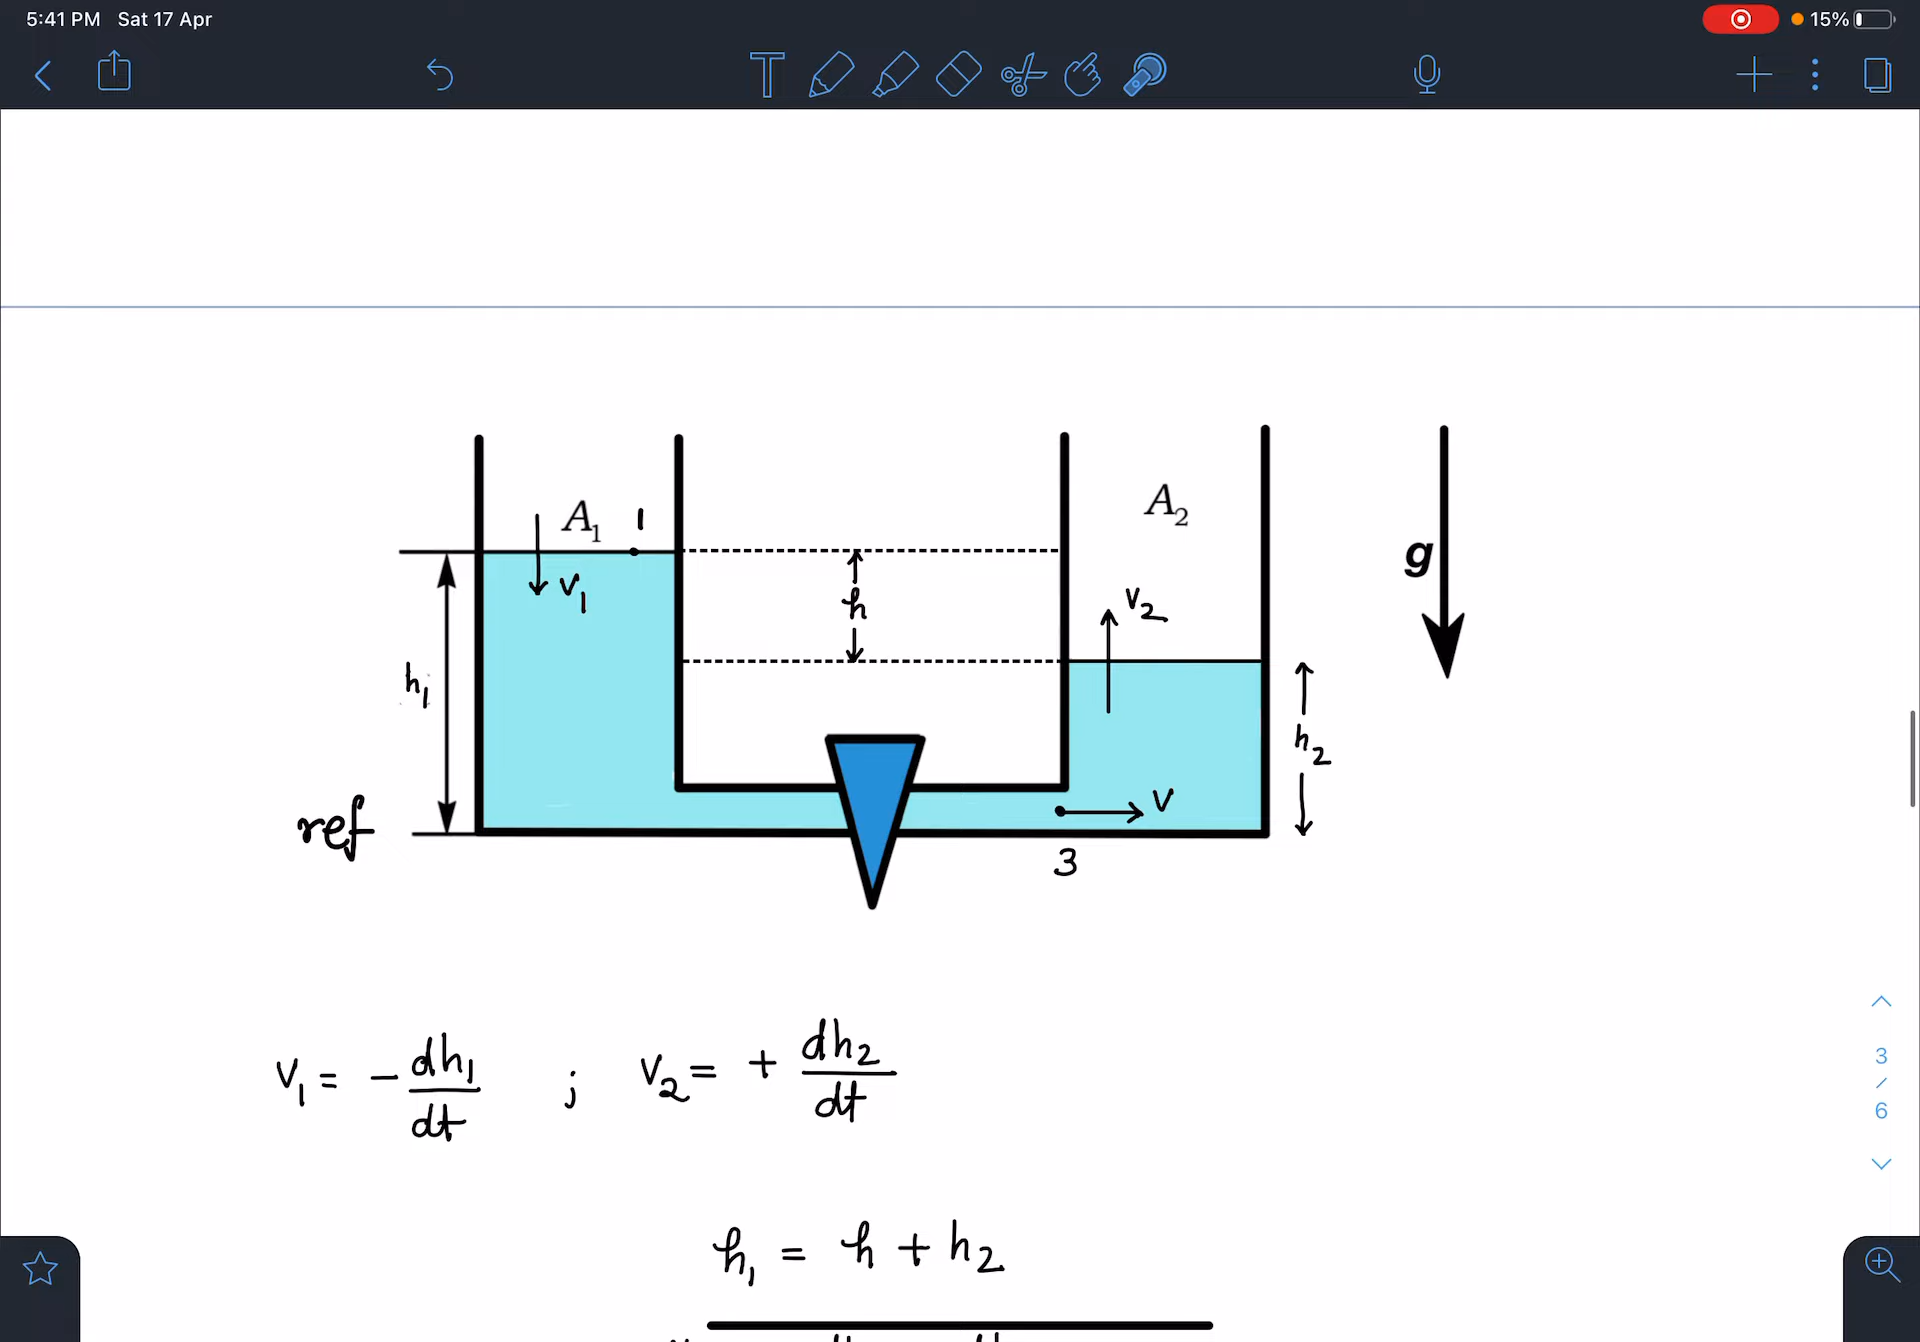 5:41 PM Sat 17 Apr
15%
A₁ 1
A₂
g
v₁
h
v₂
h₁
h₂
ref
v
3
v₁ = - dh₁/dt ; v₂ = + dh₂/dt
3 / 6
h₁ = h + h₂